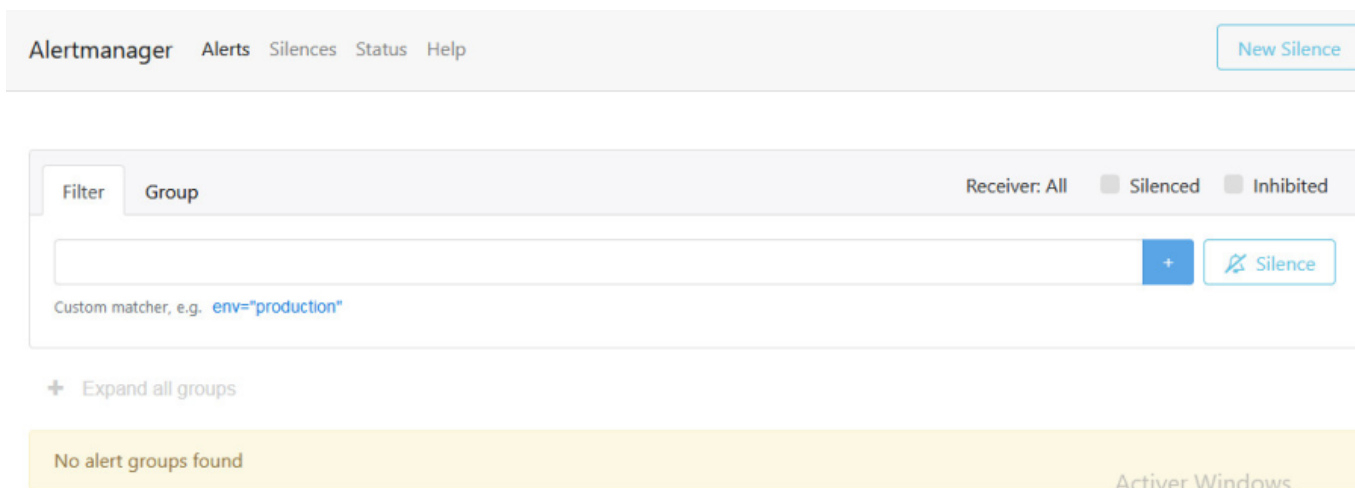 Alertmanager Alerts Silences Status Help New Silence
Filter Group Receiver: All Silenced Inhibited
+ Silence
Custom matcher, e.g. env="production"
+ Expand all groups
No alert groups found
Activer Windows